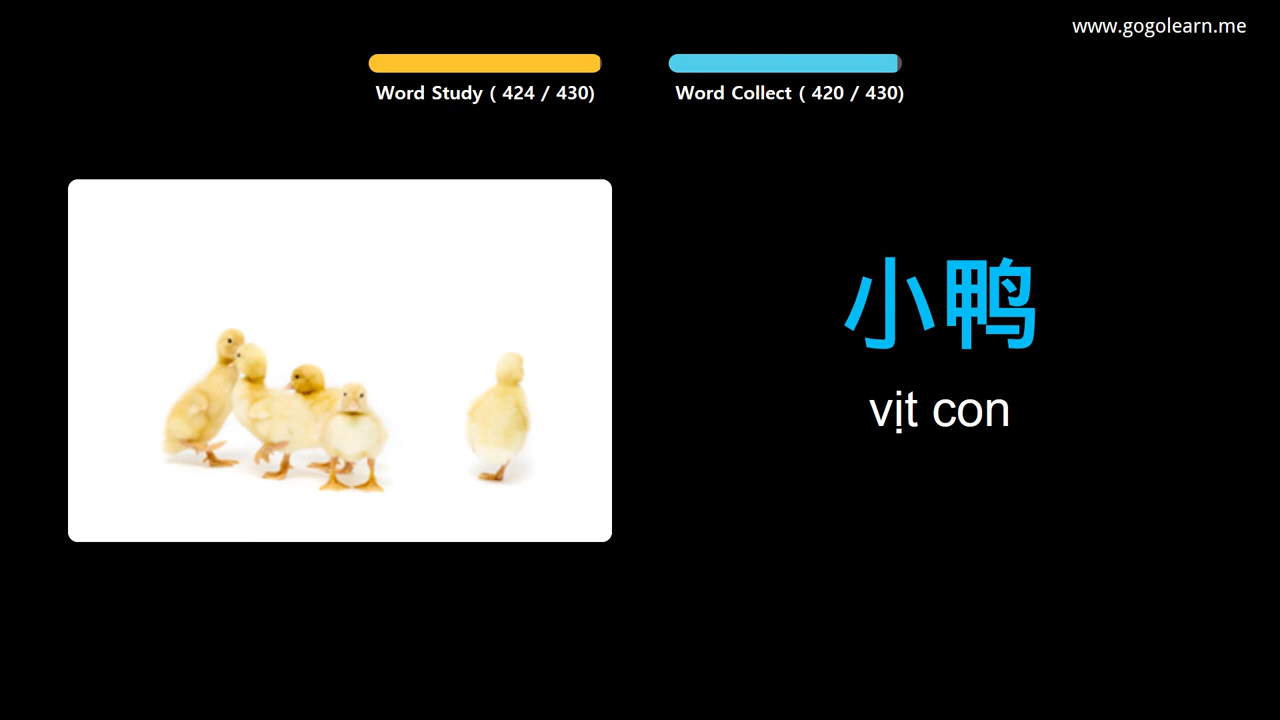 www.gogolearn.me
Word Study ( 424 / 430)
Word Collect ( 420 / 430)
小鸭
vịt con